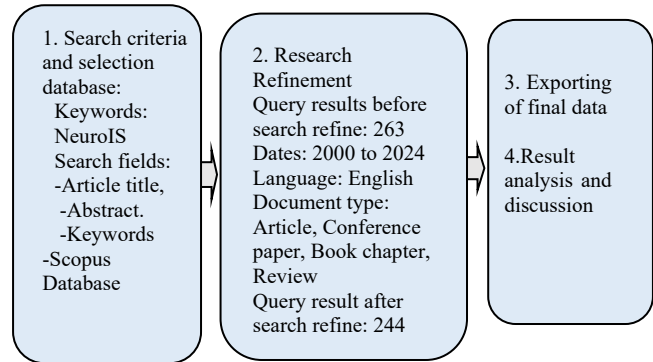 1. Search criteria
and selection
database:
Keywords:
NeuroIS
Search fields:
-Article title,
-Abstract.
-Keywords
-Scopus
Database
2. Research
Refinement
Query results before
search refine: 263
Dates: 2000 to 2024
Language: English
Document type:
Article, Conference
paper, Book chapter,
Review
Query result after
search refine: 244
3. Exporting
of final data
4.Result
analysis and
discussion